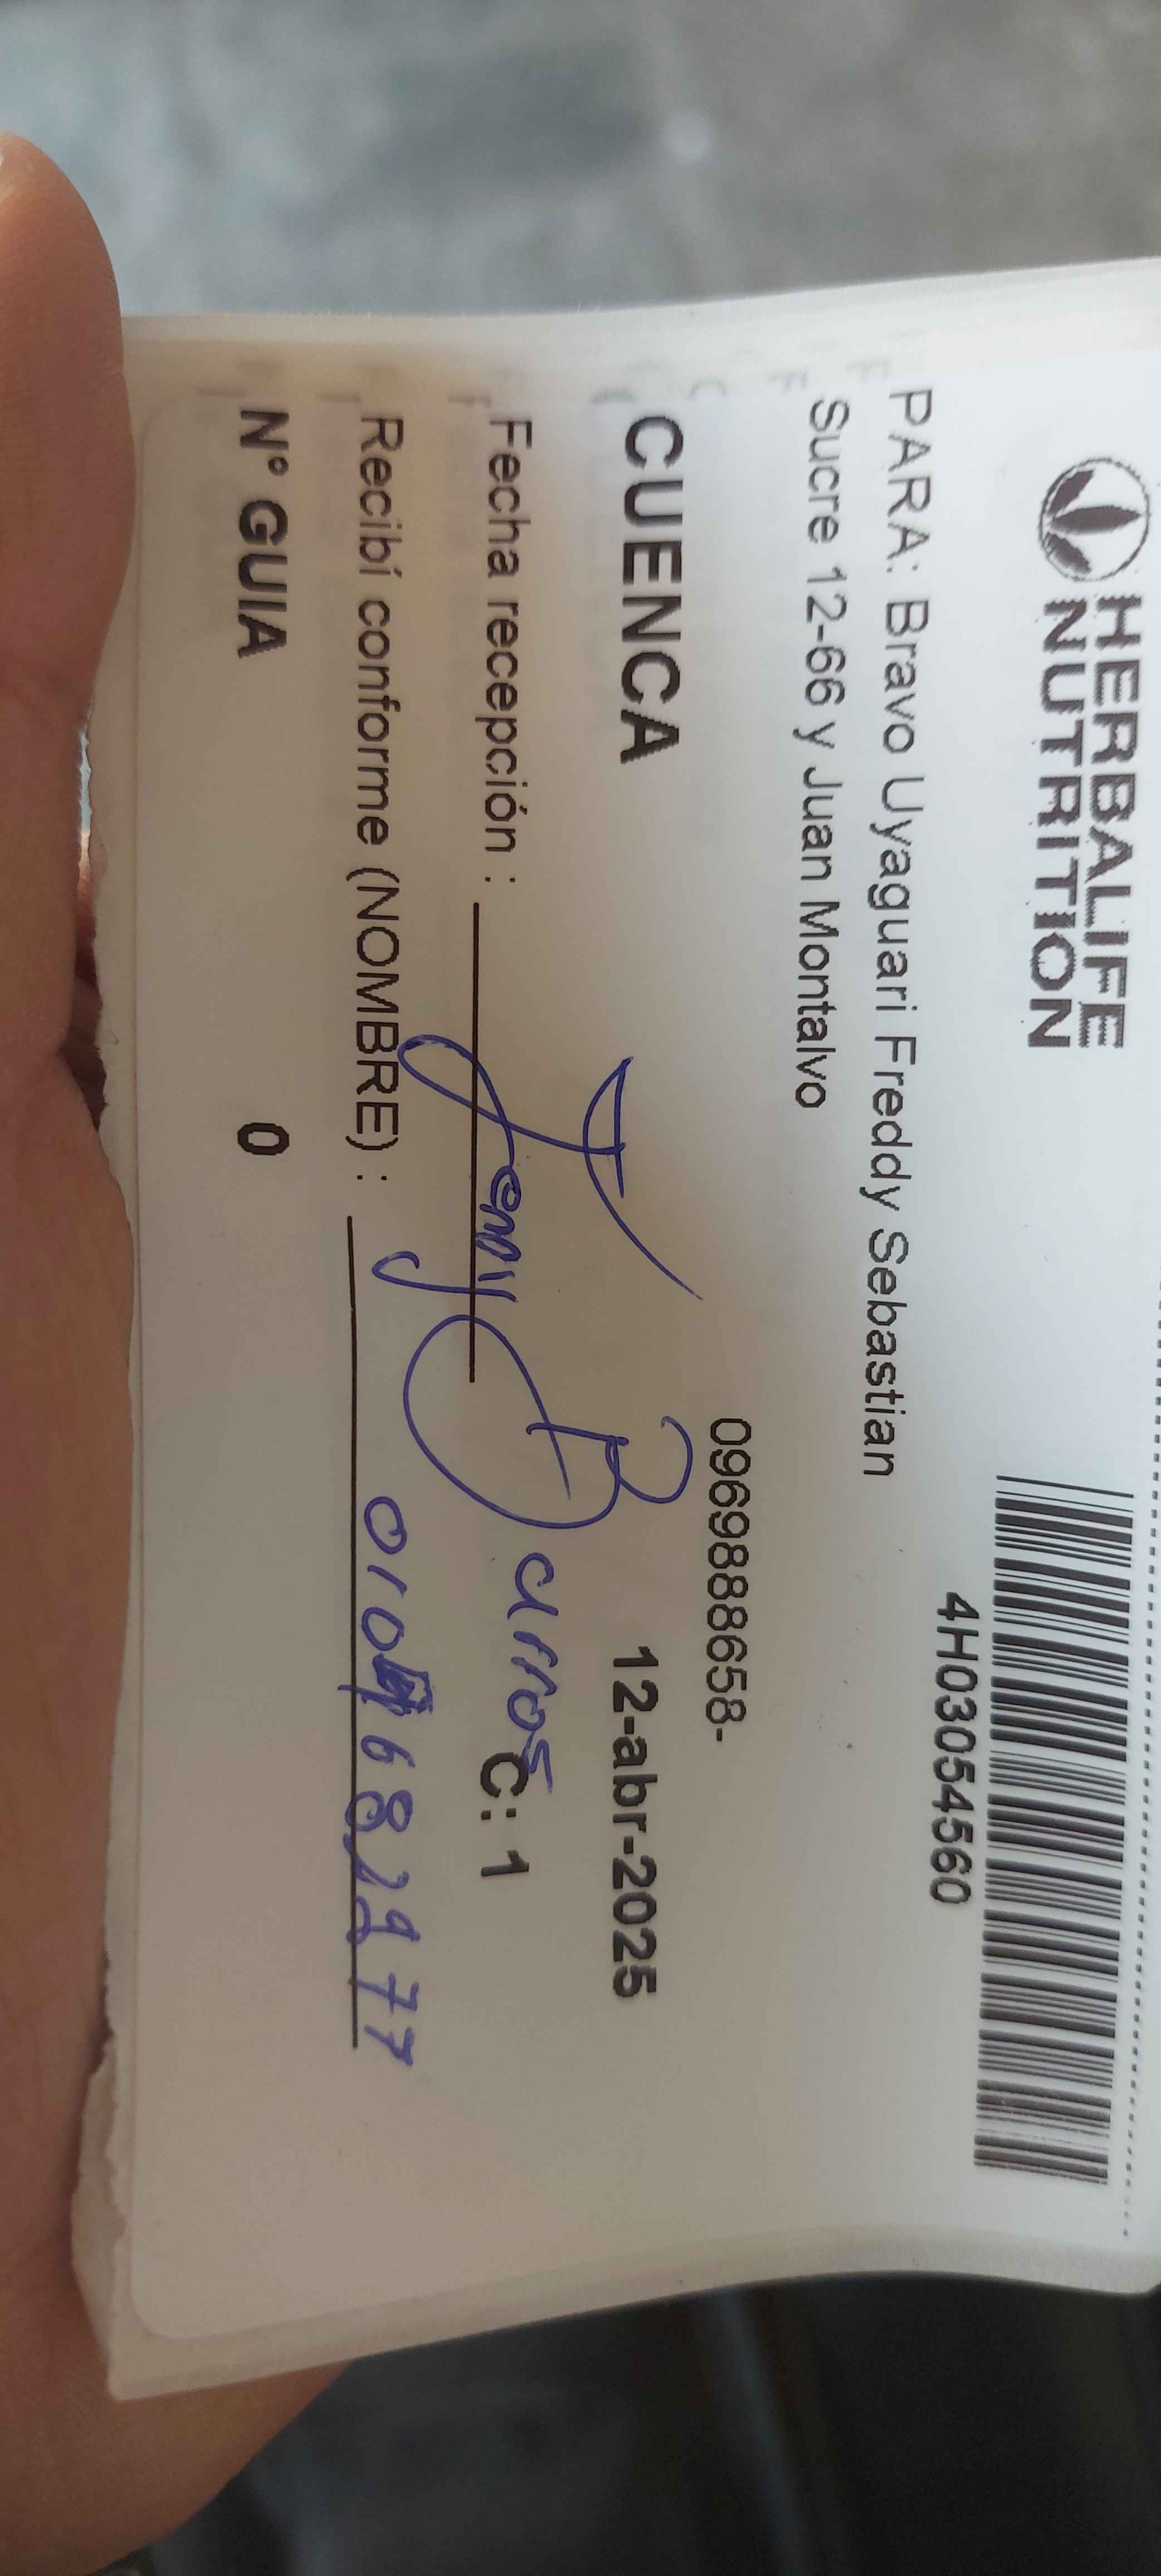 HERBALIFE
NUTRITION
4H03054560
PARA: Bravo Uyaguari Freddy Sebastian
Sucre 12-66 y Juan Montalvo
0969888658-
CUENCA 12-abr-2025
Fecha recepción : C: 1
Recibí conforme (NOMBRE) :
N° GUIA 0